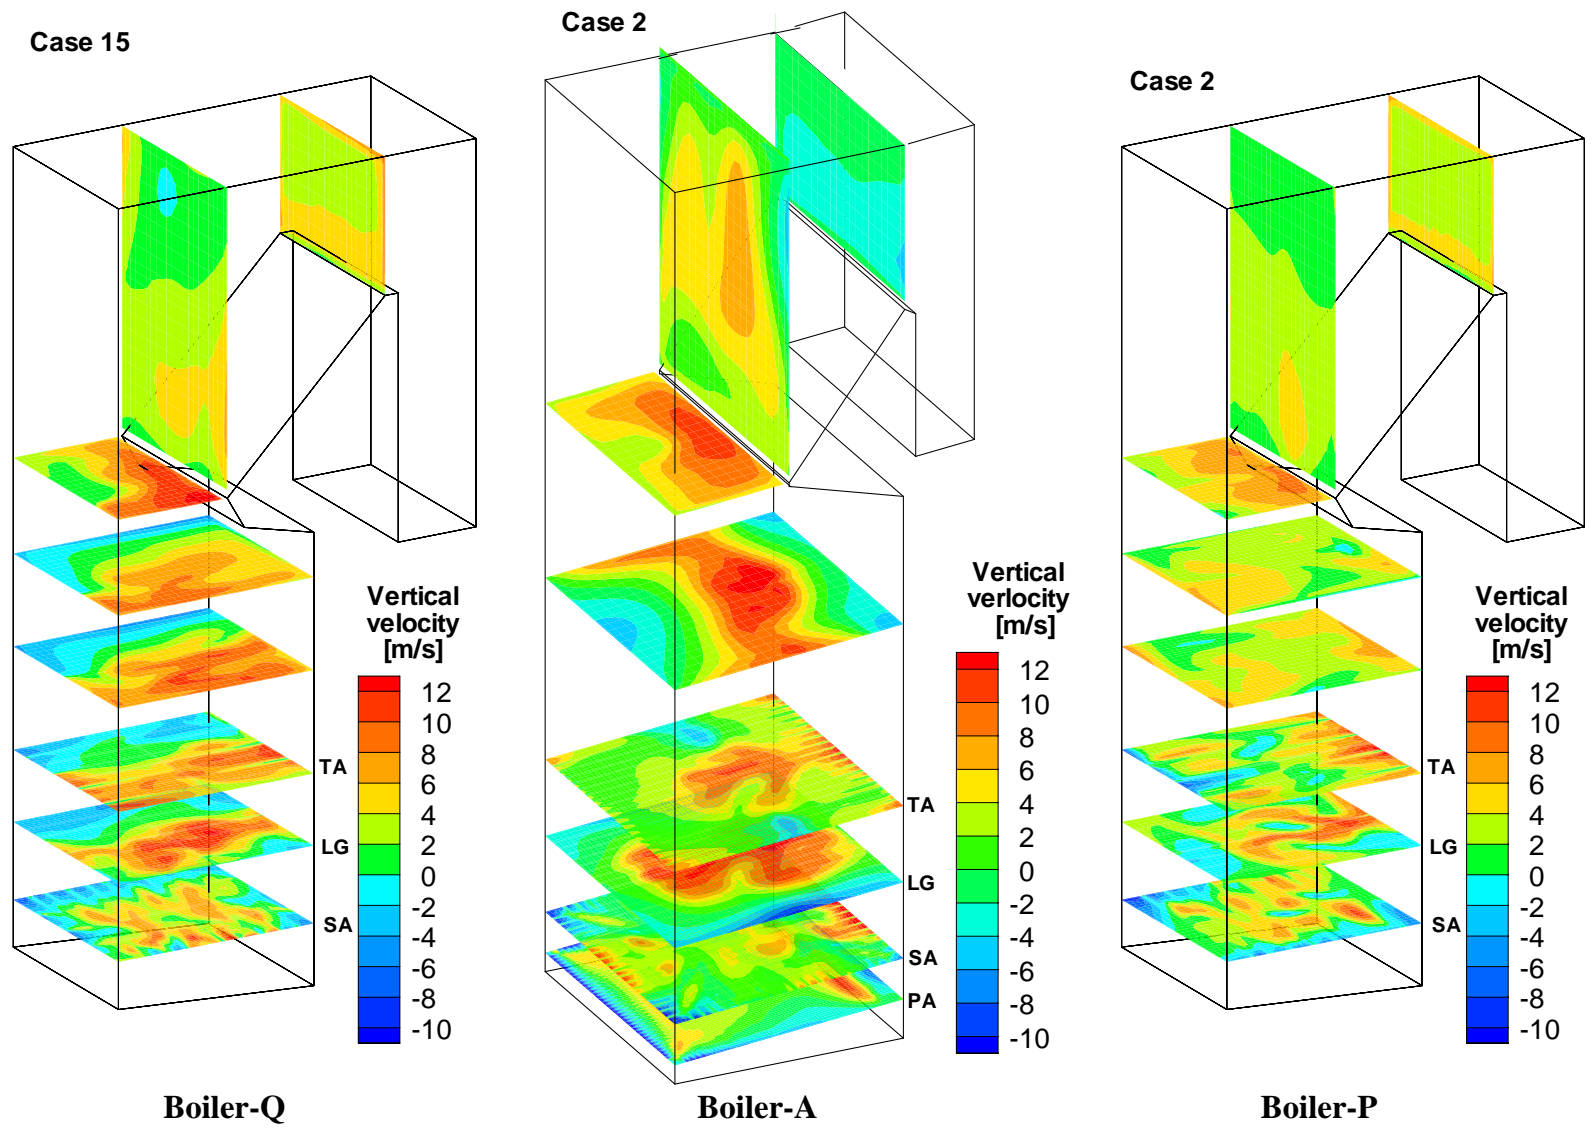 Case 15
Vertical
velocity
[m/s]
12
10
8
6
4
2
0
-2
-4
-6
-8
-10
TA
LG
SA
Boiler-Q
Case 2
Vertical
verlocity
[m/s]
12
10
8
6
4
2
0
-2
-4
-6
-8
-10
TA
LG
SA
PA
Boiler-A
Case 2
Vertical
velocity
[m/s]
12
10
8
6
4
2
0
-2
-4
-6
-8
-10
TA
LG
SA
Boiler-P